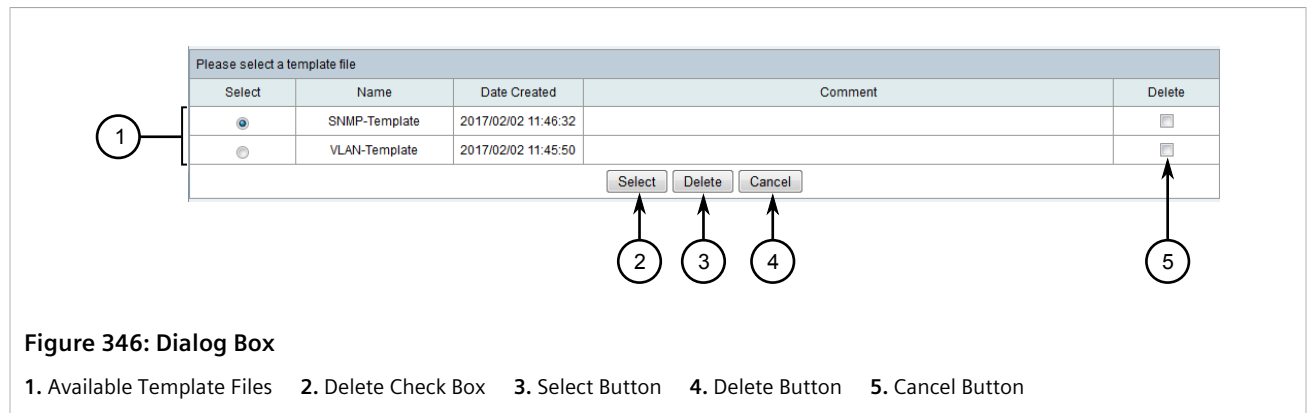 Please select a template file
Select Name Date Created Comment Delete
SNMP-Template 2017/02/02 11:46:32
1
VLAN-Template 2017/02/02 11:45:50
Select Delete Cancel
2 3 4 5
Figure 346: Dialog Box
1. Available Template Files 2. Delete Check Box 3. Select Button 4. Delete Button 5. Cancel Button